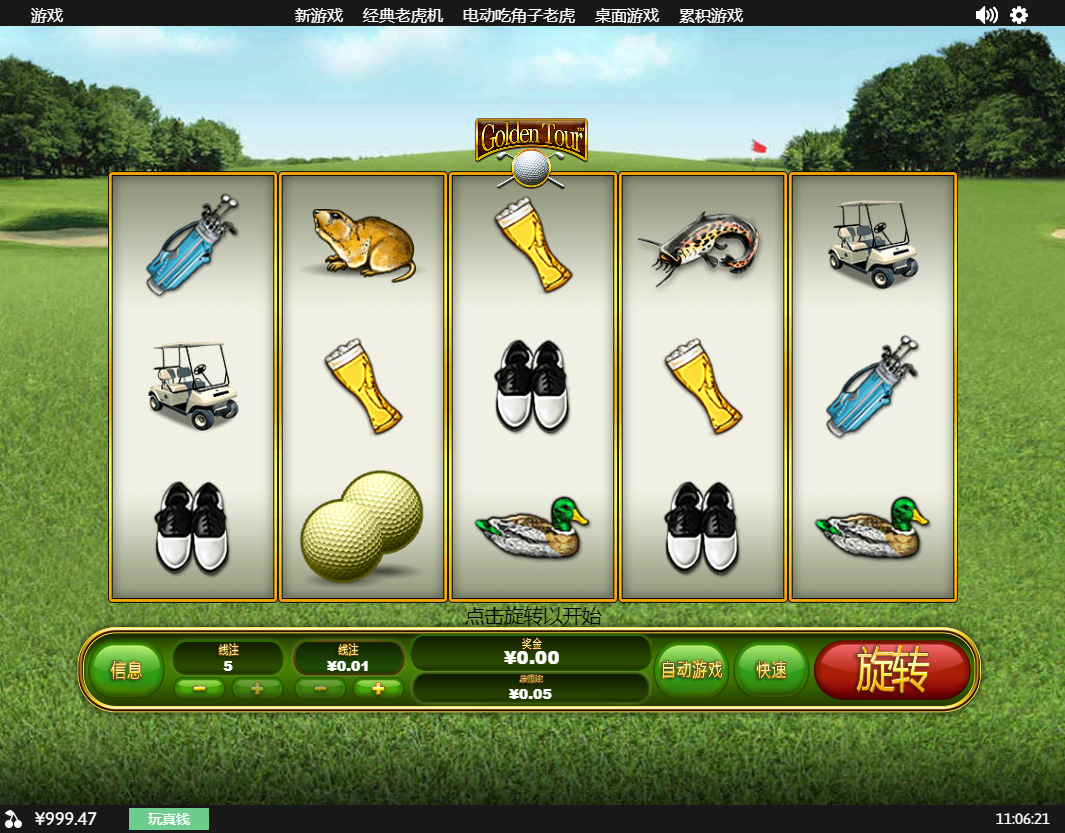 游戏 新游戏 经典老虎机 电动吃角子老虎 桌面游戏 累积游戏
Golden Tour™
点击旋转以开始
信息
线注
5
线注
¥0.01
奖金
¥0.00
¥0.05
自动游戏
快速
旋转
¥999.47 玩真钱 11:06:21